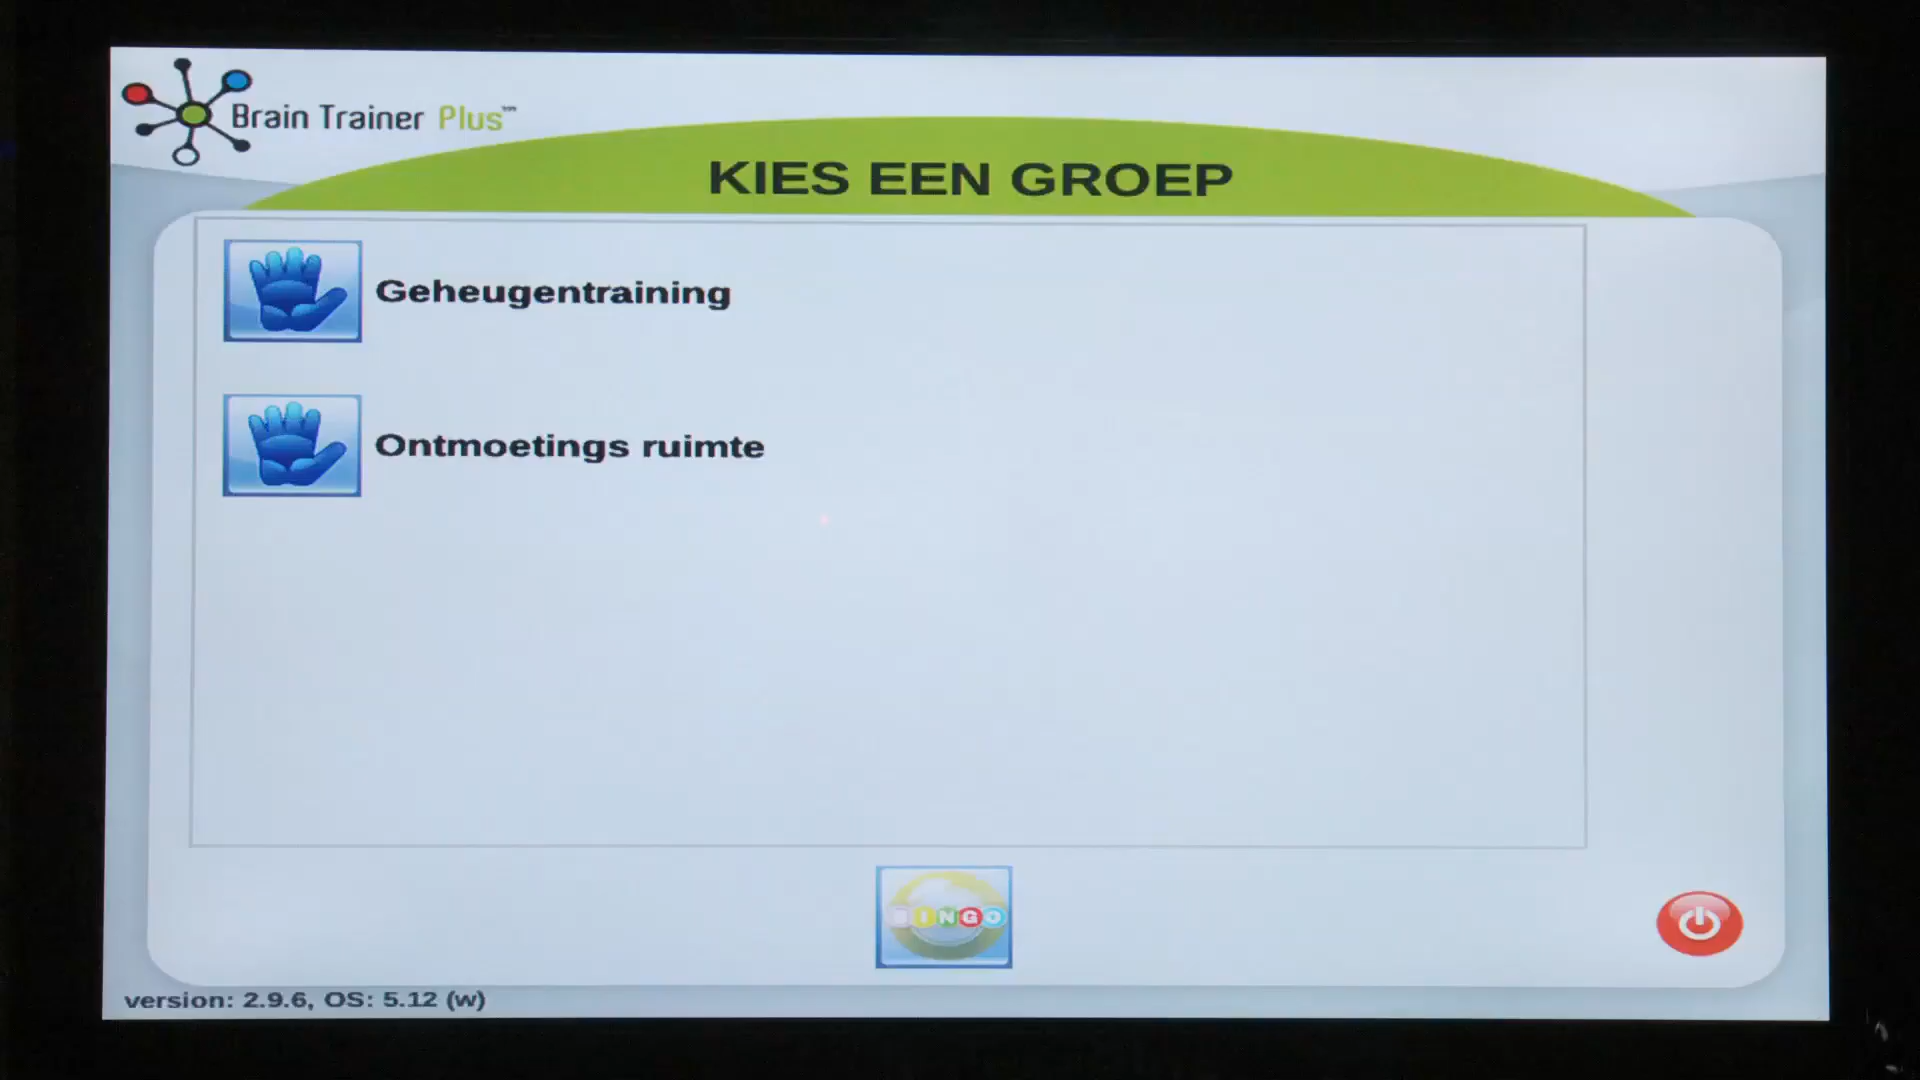 Brain Trainer Plus™
KIES EEN GROEP
Geheugentraining
Ontmoetings ruimte
BINGO
version: 2.9.6, OS: 5.12 (w)